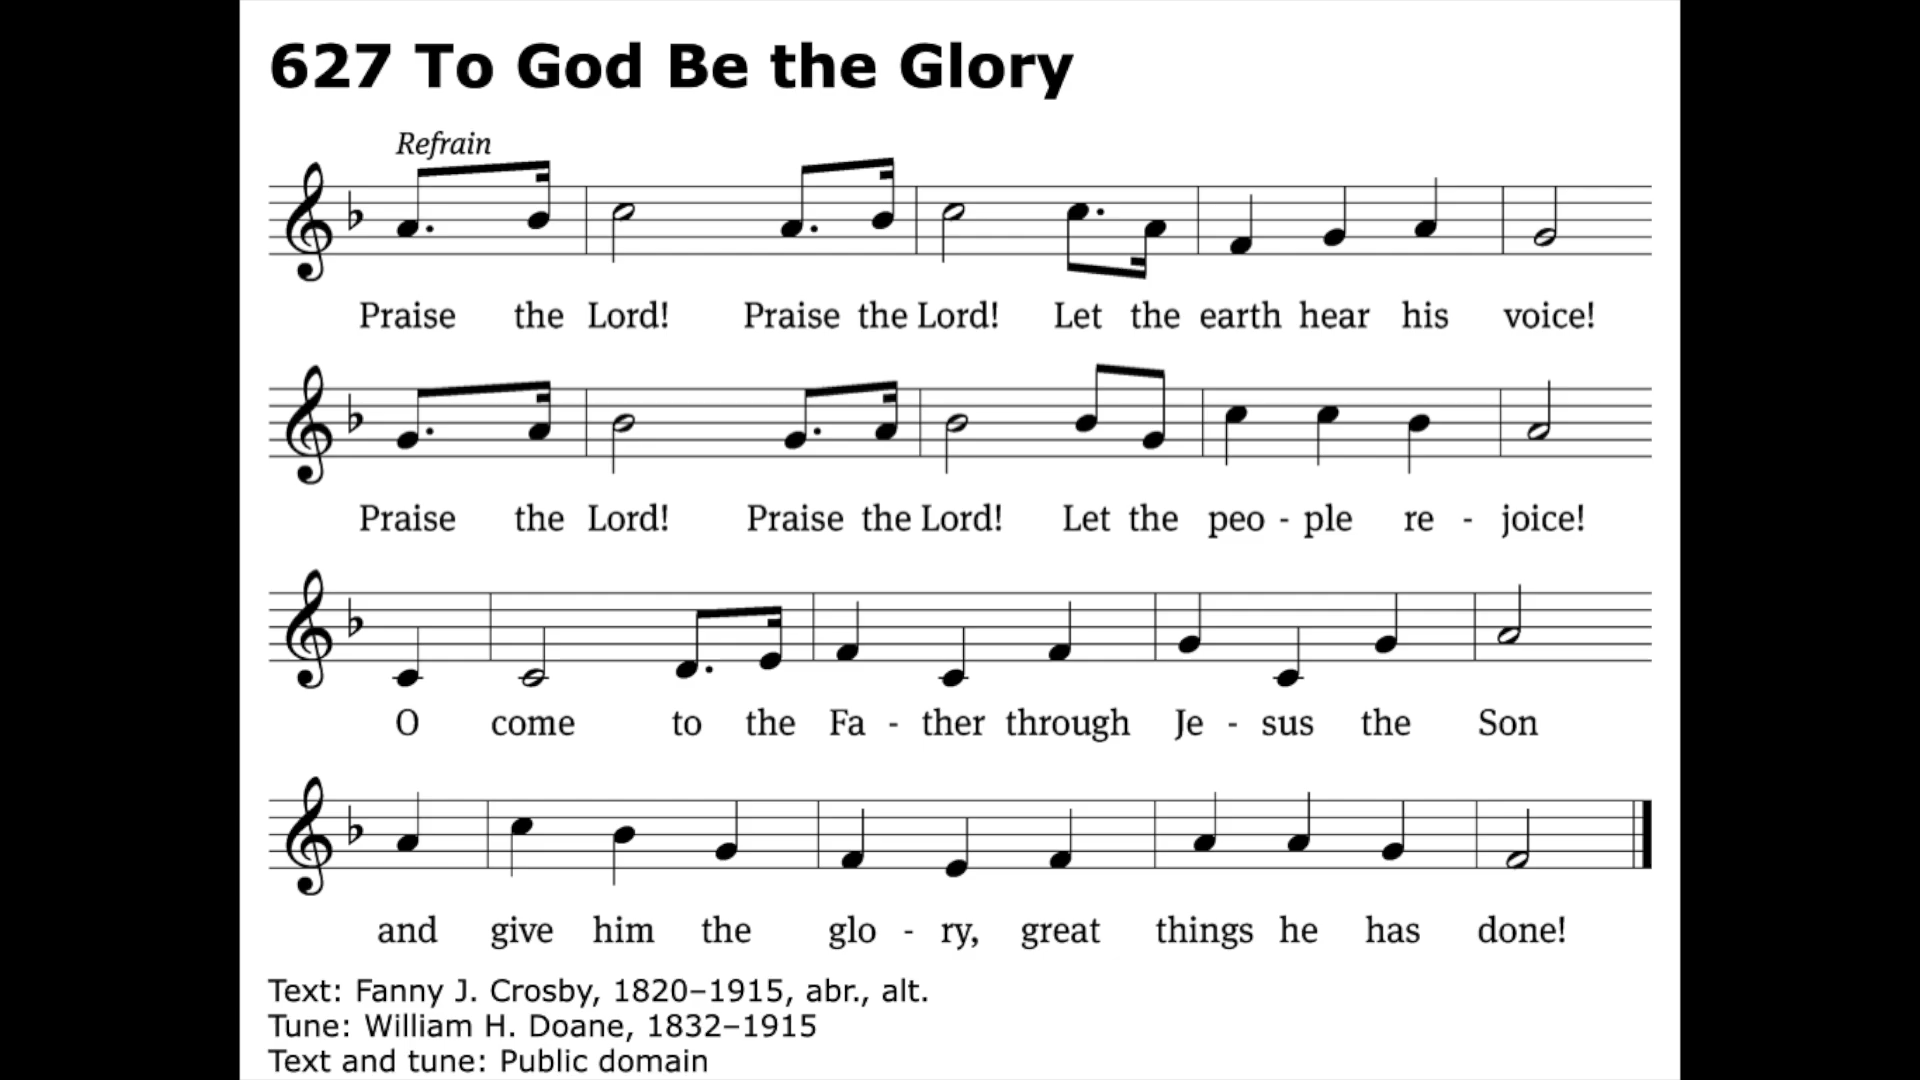 627 To God Be the Glory
Refrain
Praise the Lord! Praise the Lord! Let the earth hear his voice!
Praise the Lord! Praise the Lord! Let the peo - ple re - joice!
O come to the Fa - ther through Je - sus the Son
and give him the glo - ry, great things he has done!
Text: Fanny J. Crosby, 1820–1915, abr., alt.
Tune: William H. Doane, 1832–1915
Text and tune: Public domain